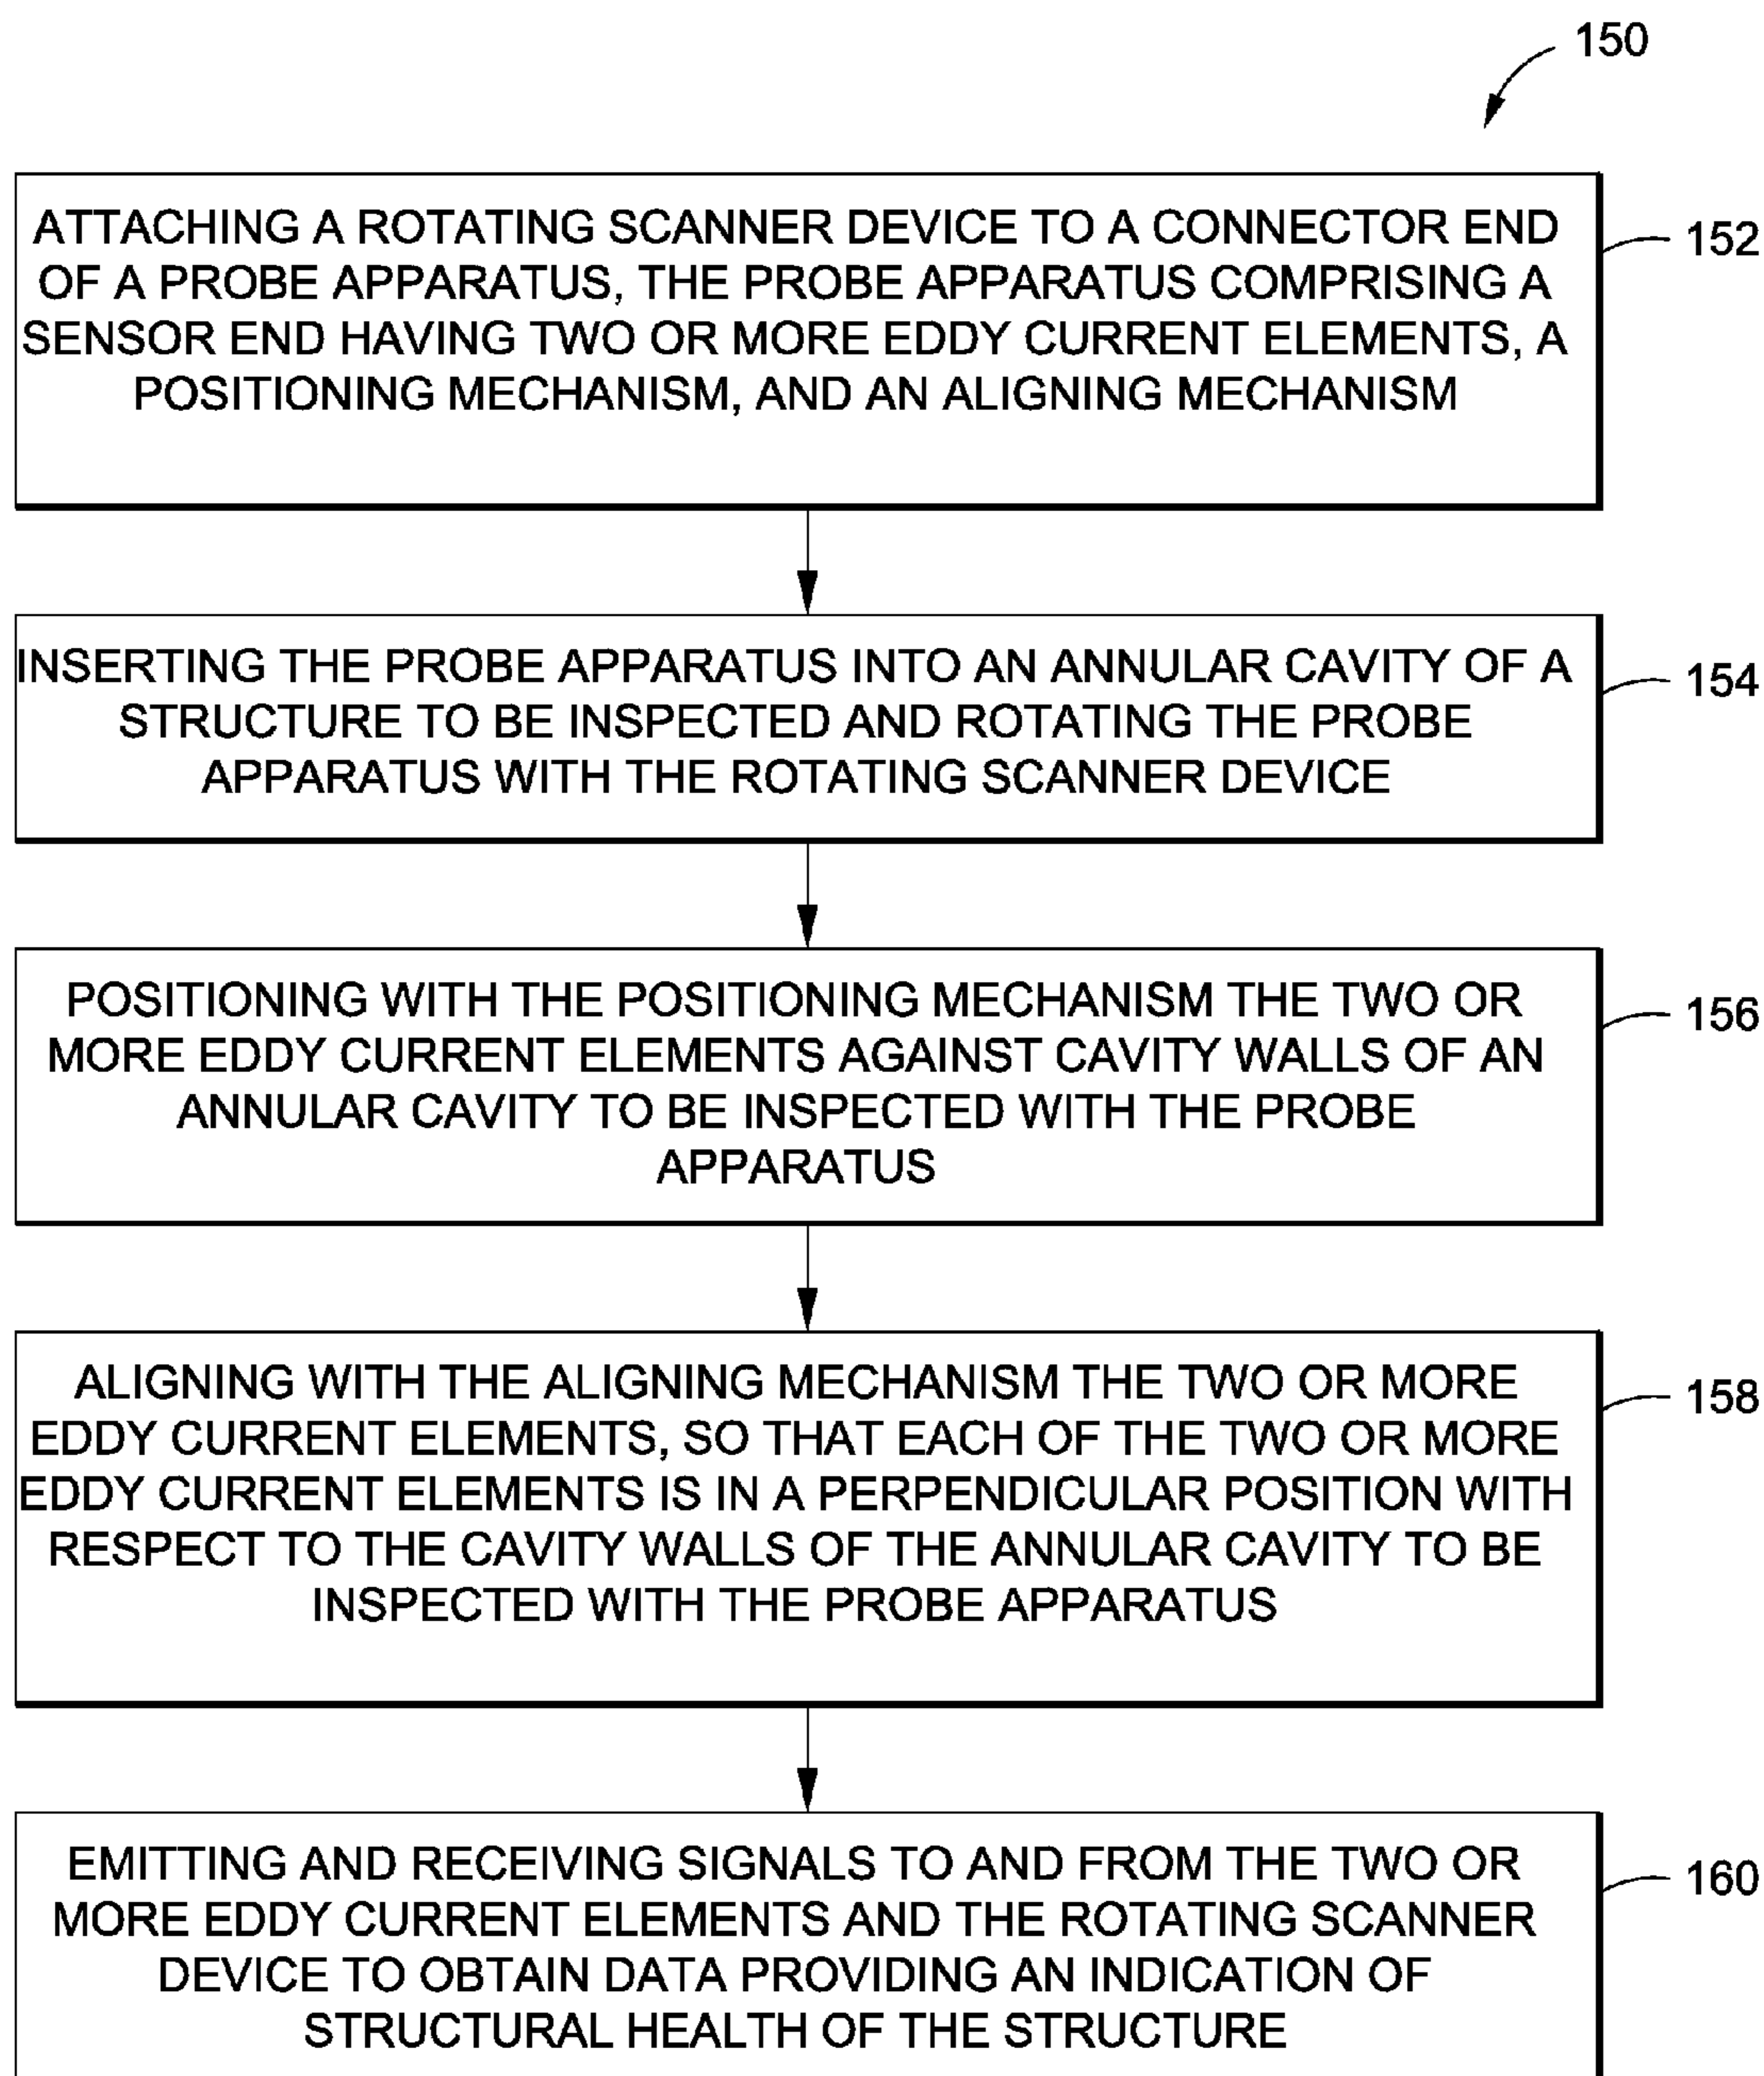 150
ATTACHING A ROTATING SCANNER DEVICE TO A CONNECTOR END
OF A PROBE APPARATUS, THE PROBE APPARATUS COMPRISING A
SENSOR END HAVING TWO OR MORE EDDY CURRENT ELEMENTS, A
POSITIONING MECHANISM, AND AN ALIGNING MECHANISM
152
INSERTING THE PROBE APPARATUS INTO AN ANNULAR CAVITY OF A
STRUCTURE TO BE INSPECTED AND ROTATING THE PROBE
APPARATUS WITH THE ROTATING SCANNER DEVICE
154
POSITIONING WITH THE POSITIONING MECHANISM THE TWO OR
MORE EDDY CURRENT ELEMENTS AGAINST CAVITY WALLS OF AN
ANNULAR CAVITY TO BE INSPECTED WITH THE PROBE
APPARATUS
156
ALIGNING WITH THE ALIGNING MECHANISM THE TWO OR MORE
EDDY CURRENT ELEMENTS, SO THAT EACH OF THE TWO OR MORE
EDDY CURRENT ELEMENTS IS IN A PERPENDICULAR POSITION WITH
RESPECT TO THE CAVITY WALLS OF THE ANNULAR CAVITY TO BE
INSPECTED WITH THE PROBE APPARATUS
158
EMITTING AND RECEIVING SIGNALS TO AND FROM THE TWO OR
MORE EDDY CURRENT ELEMENTS AND THE ROTATING SCANNER
DEVICE TO OBTAIN DATA PROVIDING AN INDICATION OF
STRUCTURAL HEALTH OF THE STRUCTURE
160